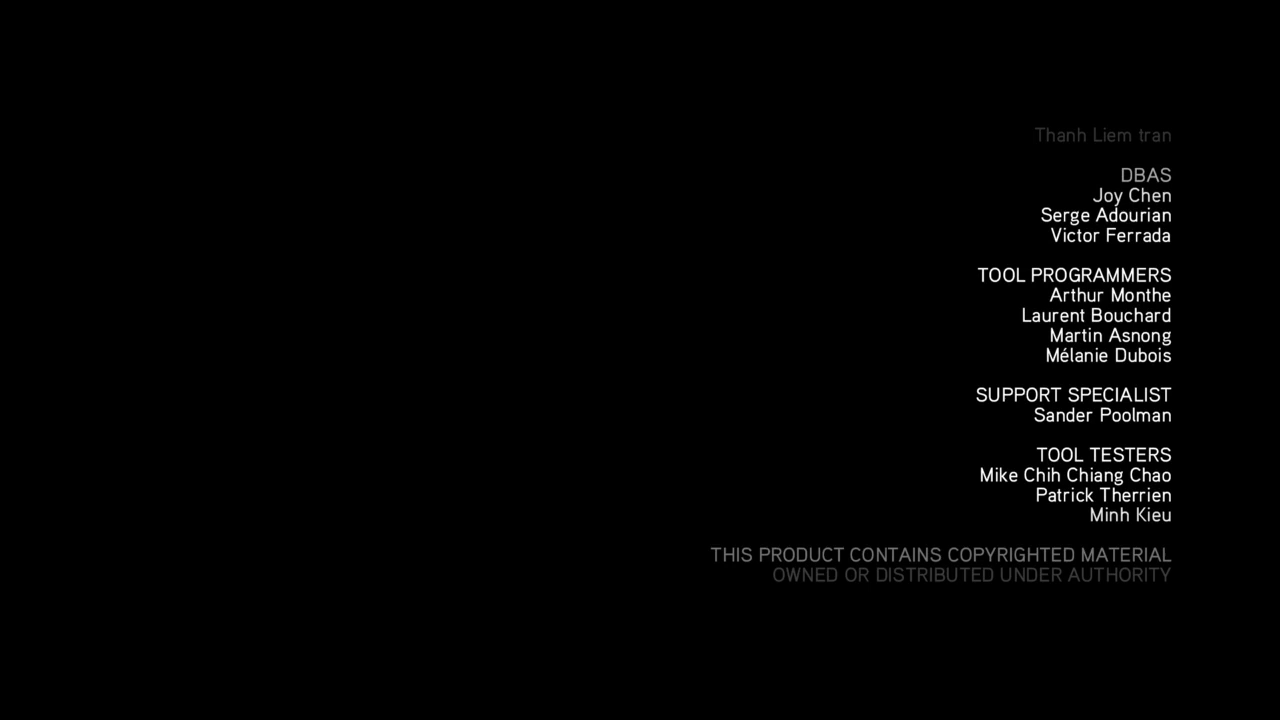 Thanh Liem tran
DBAS
Joy Chen
Serge Adourian
Victor Ferrada
TOOL PROGRAMMERS
Arthur Monthe
Laurent Bouchard
Martin Asnong
Mélanie Dubois
SUPPORT SPECIALIST
Sander Poolman
TOOL TESTERS
Mike Chih Chiang Chao
Patrick Therrien
Minh Kieu
THIS PRODUCT CONTAINS COPYRIGHTED MATERIAL
OWNED OR DISTRIBUTED UNDER AUTHORITY